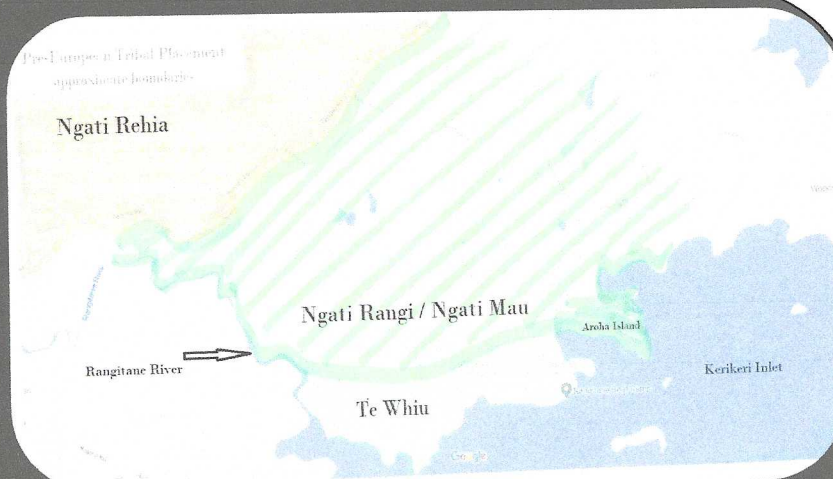 Pre-European Tribal Placement
approximate boundaries
Ngati Rehia
Ngati Rangi / Ngati Mau
Aroha Island
Rangitane River
Kerikeri Inlet
Te Whiu
Google